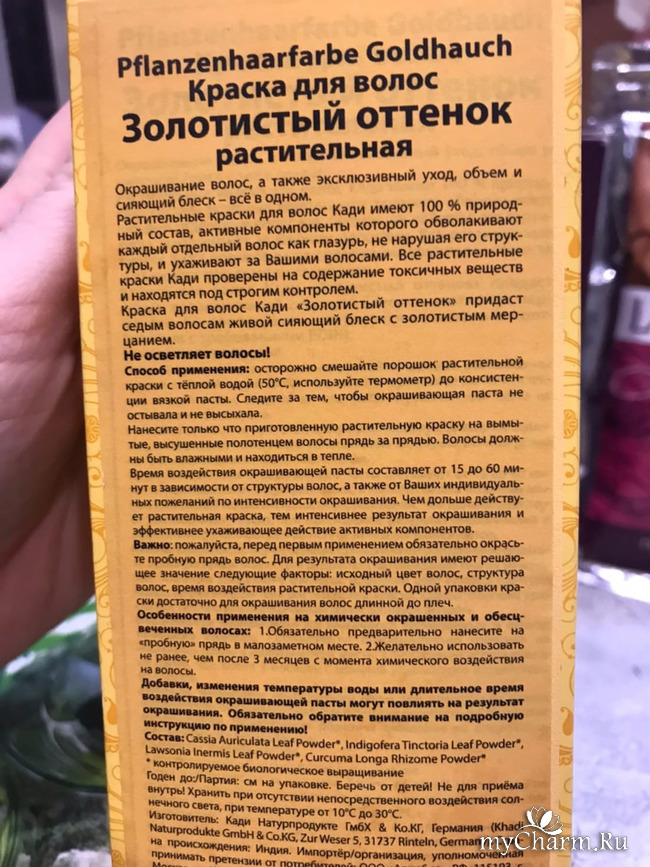 Pflanzenhaarfarbe Goldhauch
Краска для волос
Золотистый оттенок
растительная
Окрашивание волос, а также эксклюзивный уход, объем и
сияющий блеск – всё в одном.
Растительные краски для волос Кади имеют 100 % природ-
ный состав, активные компоненты которого обволакивают
каждый отдельный волос как глазурь, не нарушая его струк-
туры, и ухаживают за Вашими волосами. Все растительные
краски Кади проверены на содержание токсичных веществ
и находятся под строгим контролем.
Краска для волос Кади «Золотистый оттенок» придаст
седым волосам живой сияющий блеск с золотистым мер-
цанием.
Не осветляет волосы!
Способ применения: осторожно смешайте порошок растительной
краски с тёплой водой (50°С, используйте термометр) до консистен-
ции вязкой пасты. Следите за тем, чтобы окрашивающая паста не
остывала и не высыхала.
Нанесите только что приготовленную растительную краску на вымы-
тые, высушенные полотенцем волосы прядь за прядью. Волосы долж-
ны быть влажными и находиться в тепле.
Время воздействия окрашивающей пасты составляет от 15 до 60 ми-
нут в зависимости от структуры волос, а также от Ваших индивидуаль-
ных пожеланий по интенсивности окрашивания. Чем дольше действу-
ет растительная краска, тем интенсивнее результат окрашивания и
эффективнее ухаживающее действие активных компонентов.
Важно: пожалуйста, перед первым применением обязательно окрась-
те пробную прядь волос. Для результата окрашивания имеют решаю-
щее значение следующие факторы: исходный цвет волос, структура
волос, время воздействия растительной краски. Одной упаковки кра-
ски достаточно для окрашивания волос длинной до плеч.
Особенности применения на химически окрашенных и обесц-
веченных волосах: 1.Обязательно предварительно нанесите на
«пробную» прядь в малозаметном месте. 2.Желательно использовать
не ранее, чем после 3 месяцев с момента химического воздействия
на волосы.
Добавки, изменения температуры воды или длительное время
воздействия окрашивающей пасты могут повлиять на результат
окрашивания. Обязательно обратите внимание на подробную
инструкцию по применению!
Состав: Cassia Auriculata Leaf Powder*, Indigofera Tinctoria Leaf Powder*,
Lawsonia Inermis Leaf Powder*, Curcuma Longa Rhizome Powder*
* контролируемое биологическое выращивание
Годен до:/Партия: см на упаковке. Беречь от детей! Не для приёма
внутрь! Хранить при отсутствии непосредственного воздействия сол-
нечного света, при температуре от 10°С до 30°С.
Изготовитель: Кади Натурпродукте ГмбХ & Ко.КГ, Германия (Khadi
Naturprodukte GmbH & Co.KG, Zur Weser 5, 31737 Rinteln, Germany
на происхождения: Индия. Импортёр/организация, уполномоченная
принимать претензии от потребителей:
myCharm.Ru